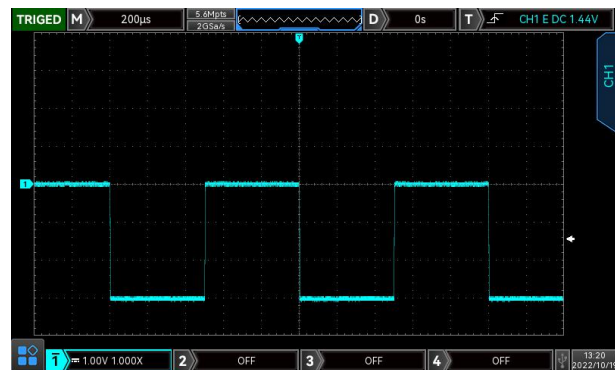 TRIGED M 200μs 5.6Mpts 2GSa/s D 0s T CH1 E DC 1.44V
T
CH1
1
1 1.00V 1.000X 2 OFF 3 OFF 4 OFF 13:20
2022/10/19